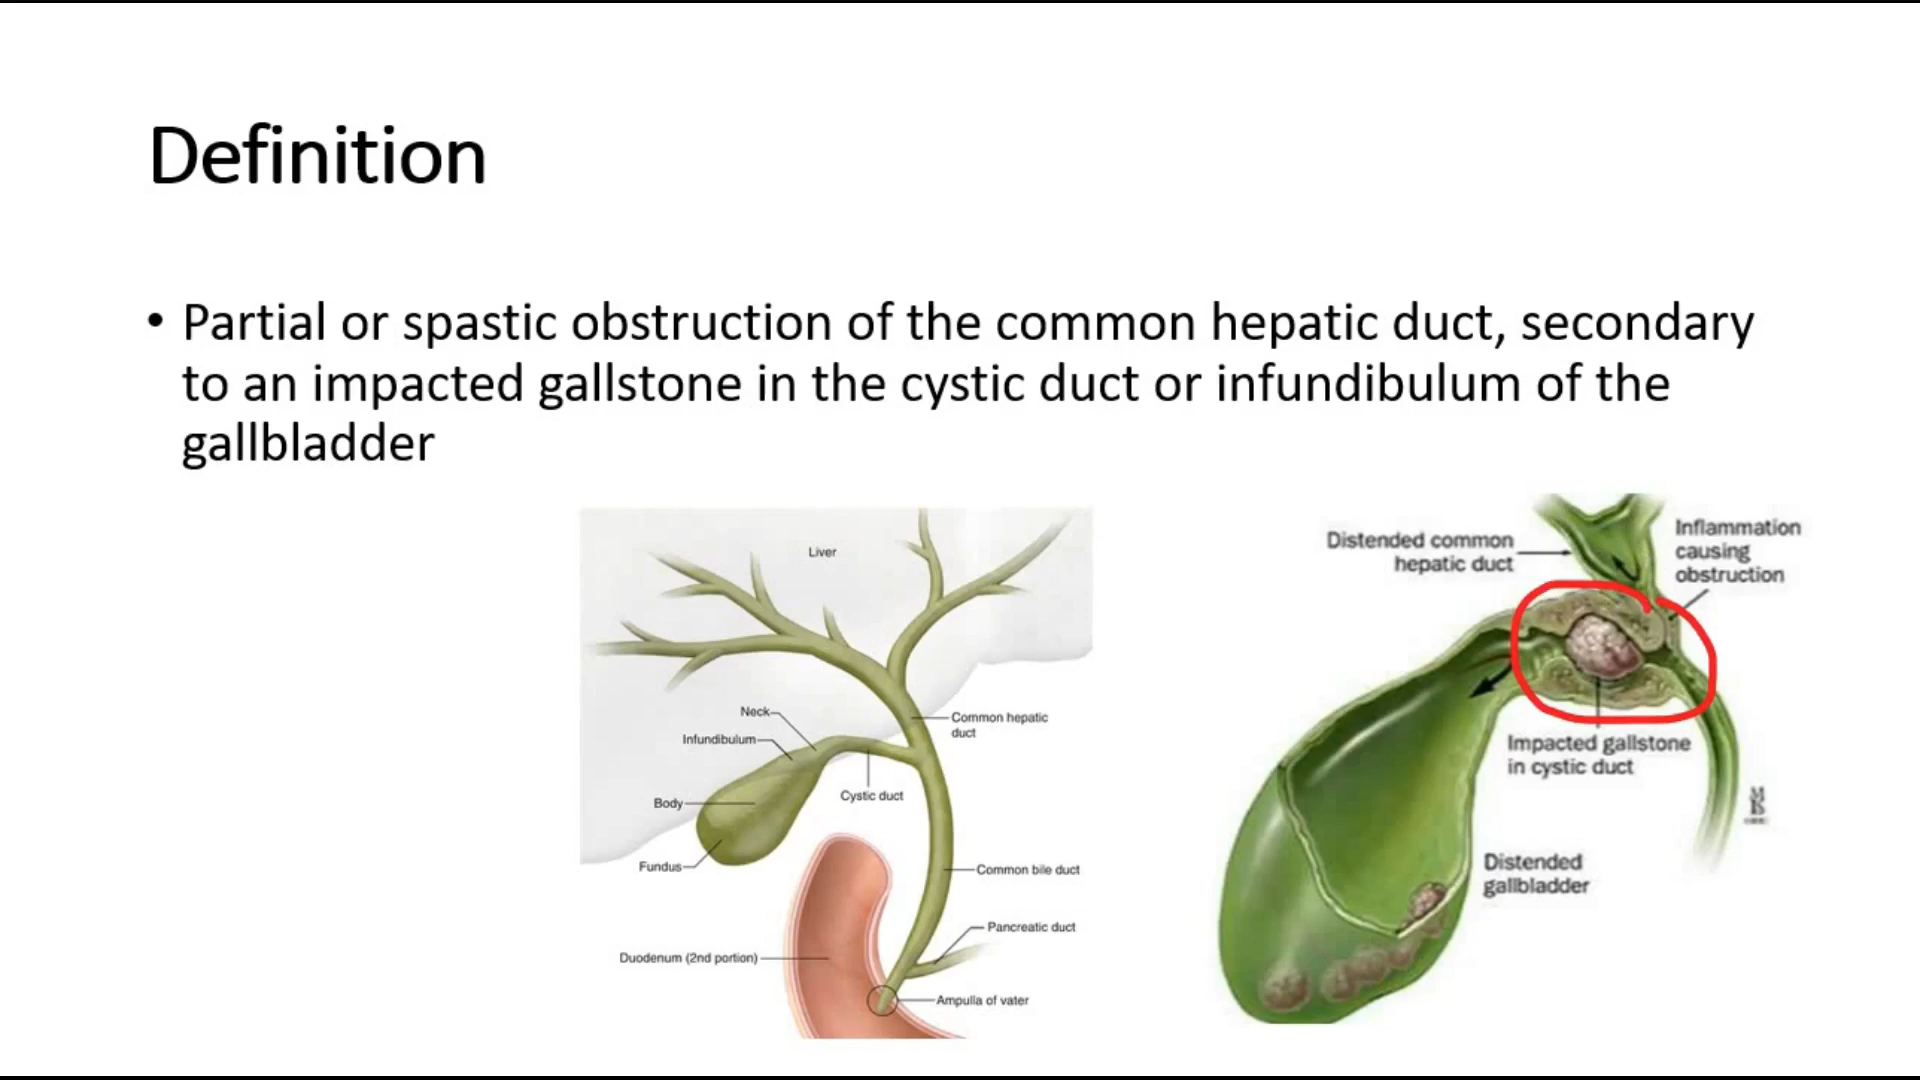 Definition
• Partial or spastic obstruction of the common hepatic duct, secondary
to an impacted gallstone in the cystic duct or infundibulum of the
gallbladder
Liver
Neck
Infundibulum
Body
Fundus
Common hepatic
duct
Cystic duct
Common bile duct
Pancreatic duct
Duodenum (2nd portion)
Ampulla of vater
Distended common
hepatic duct
Inflammation
causing
obstruction
Impacted gallstone
in cystic duct
Distended
gallbladder